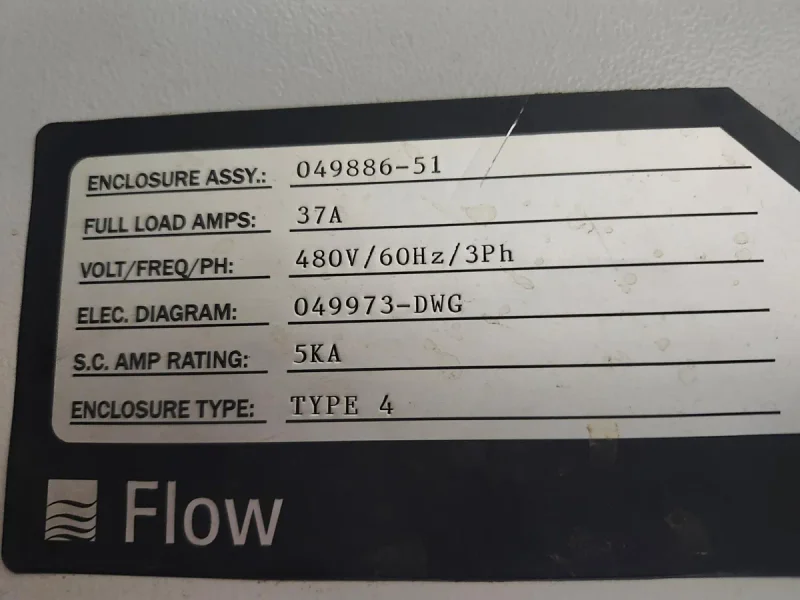 ENCLOSURE ASSY.: 049886-51
FULL LOAD AMPS: 37A
VOLT/FREQ/PH: 480V/60Hz/3Ph
ELEC. DIAGRAM: 049973-DWG
S.C. AMP RATING: 5KA
ENCLOSURE TYPE: TYPE 4
Flow